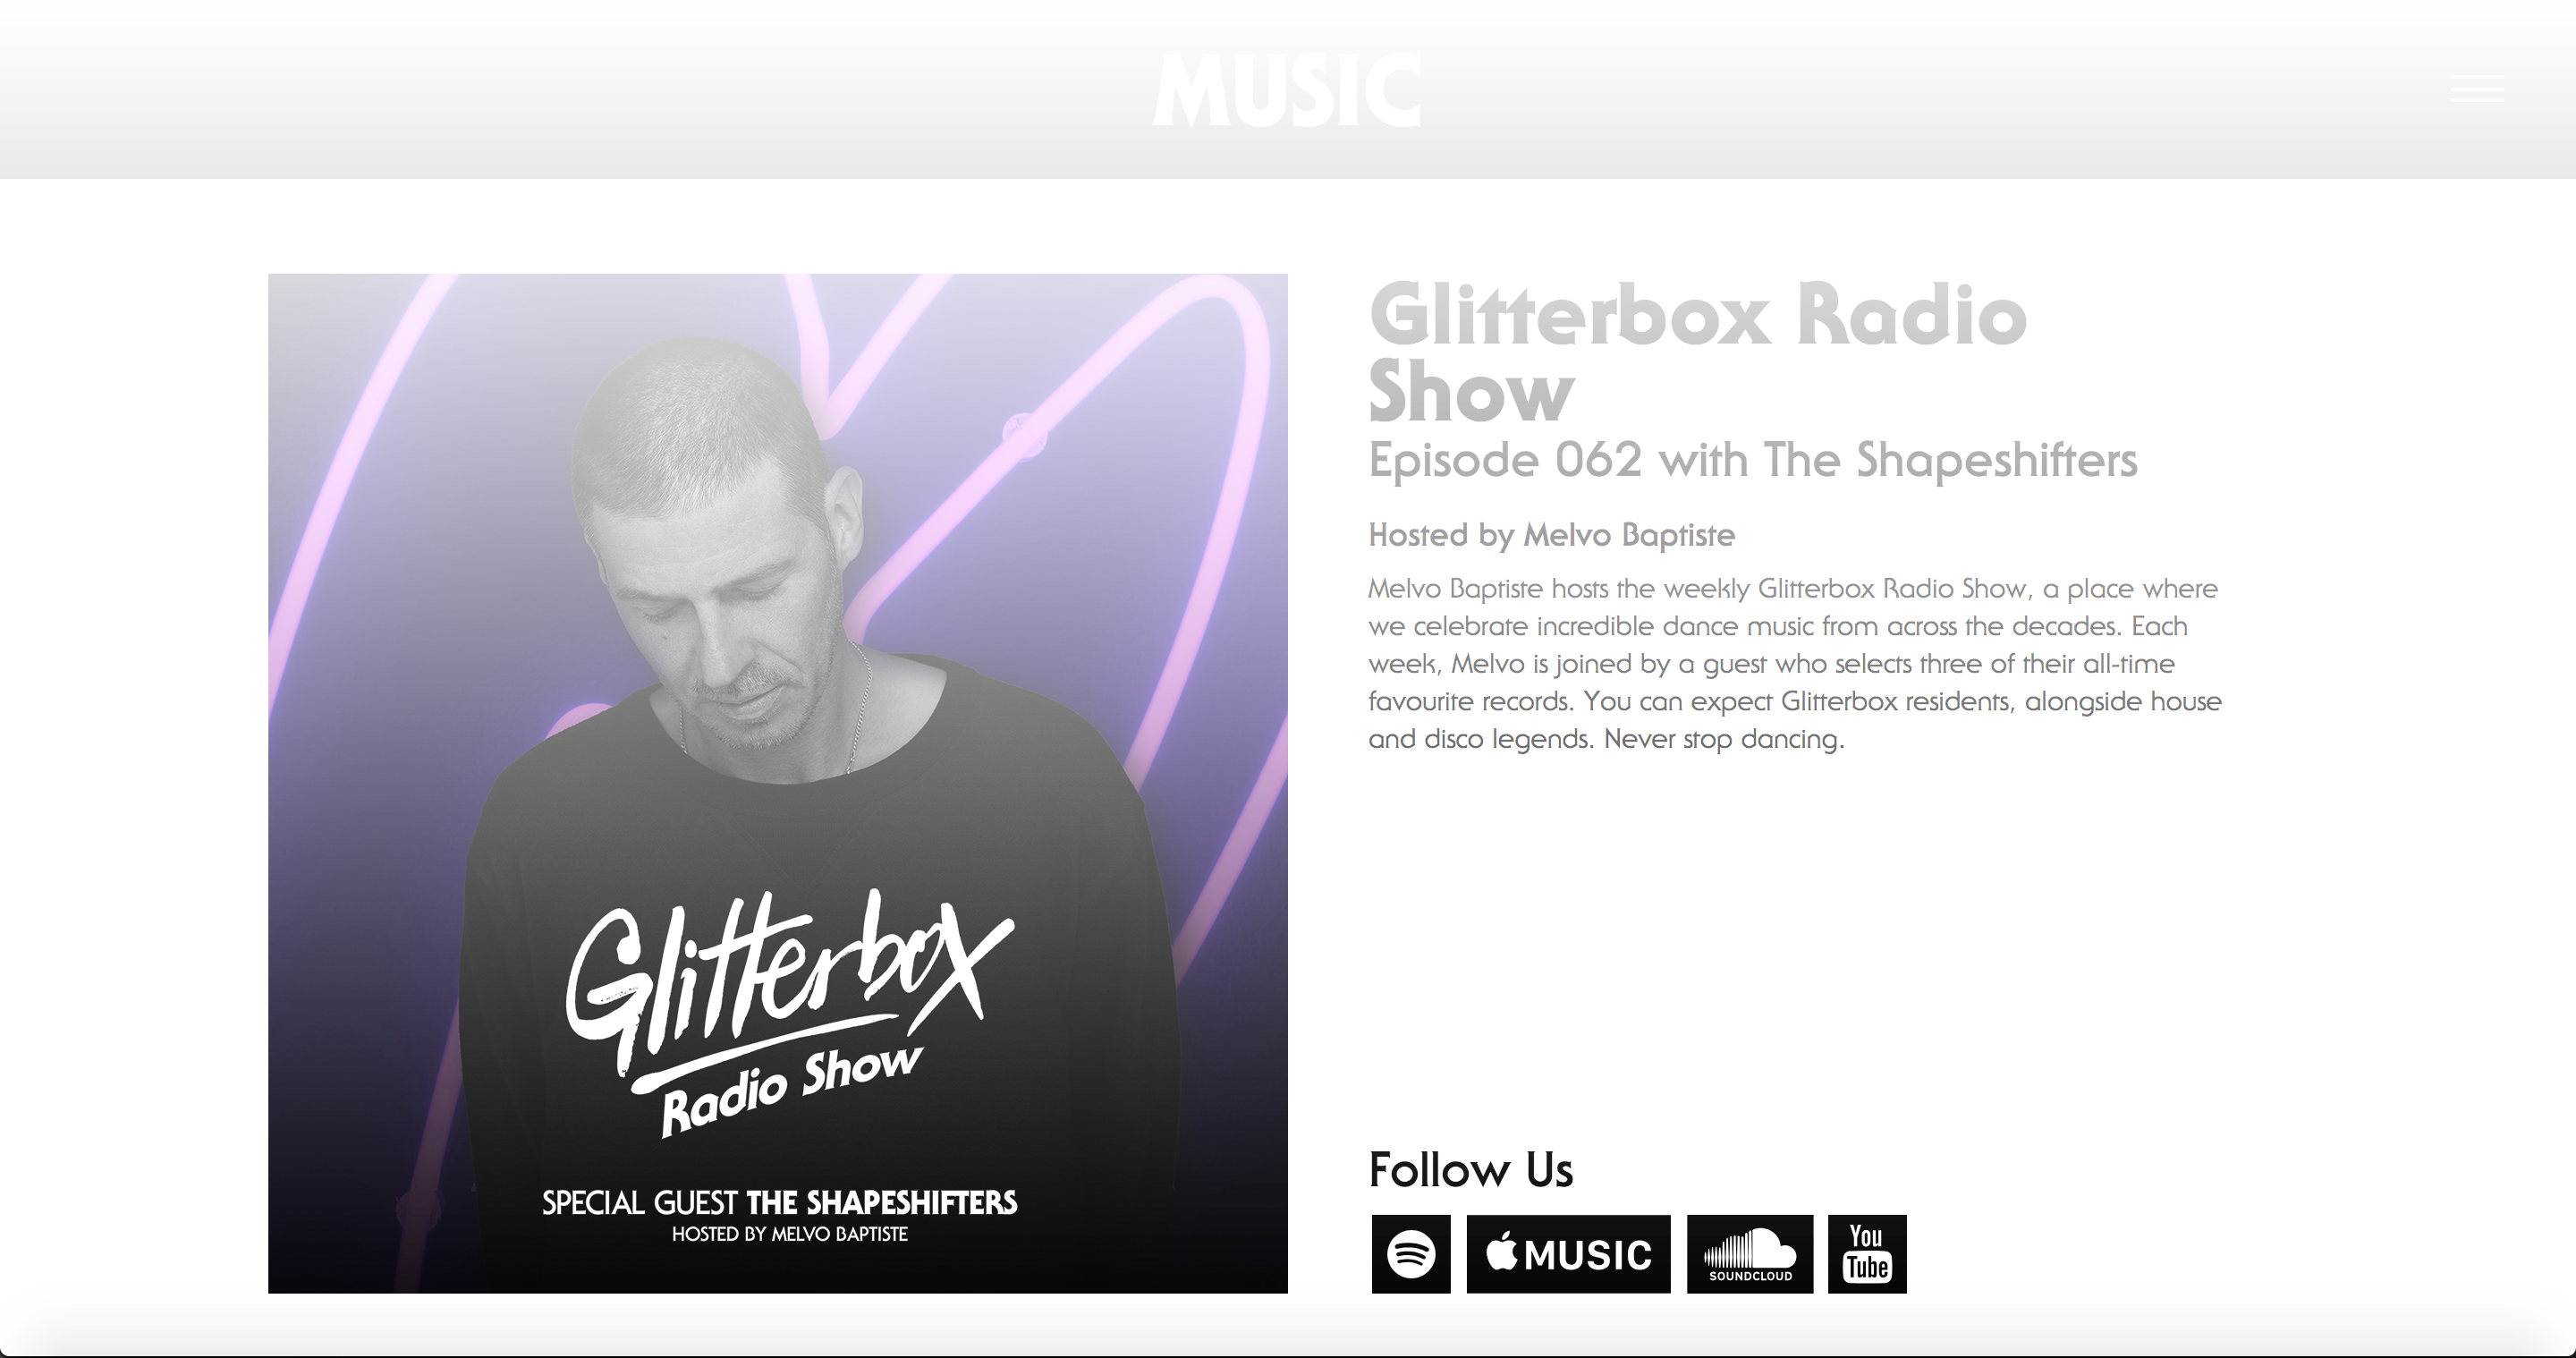 MUSIC
Glitterbox
Radio Show
SPECIAL GUEST THE SHAPESHIFTERS
HOSTED BY MELVO BAPTISTE
Glitterbox Radio
Show
Episode 062 with The Shapeshifters
Hosted by Melvo Baptiste
Melvo Baptiste hosts the weekly Glitterbox Radio Show, a place where
we celebrate incredible dance music from across the decades. Each
week, Melvo is joined by a guest who selects three of their all-time
favourite records. You can expect Glitterbox residents, alongside house
and disco legends. Never stop dancing.
Follow Us
MUSIC
SOUNDCLOUD
You
Tube